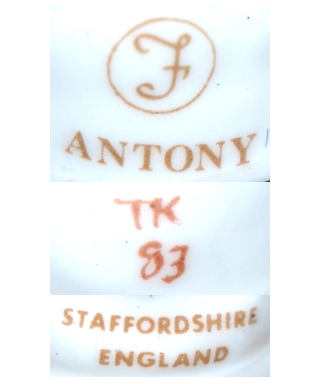 F
ANTONY
TK
83
STAFFORDSHIRE
ENGLAND